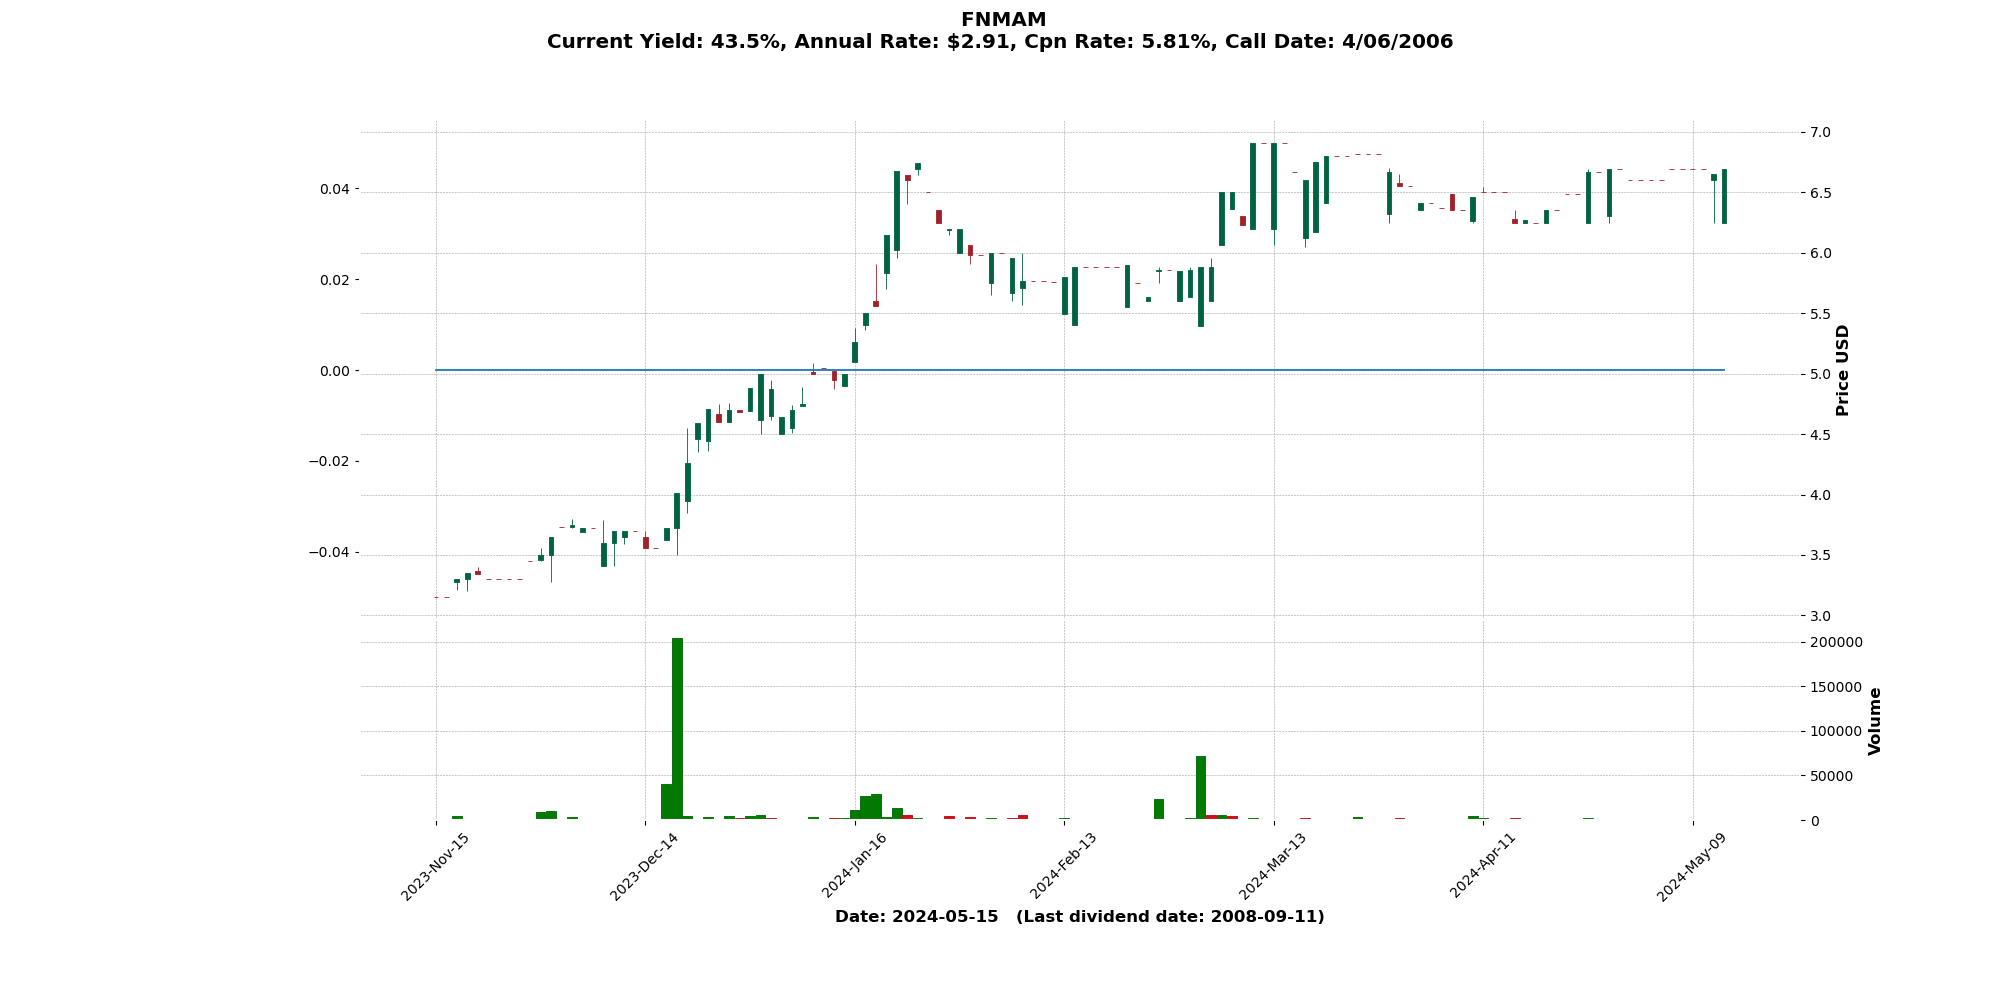 FNMAM
Current Yield: 43.5%, Annual Rate: $2.91, Cpn Rate: 5.81%, Call Date: 4/06/2006
0.04
0.02
0.00
−0.02
−0.04
7.0
6.5
6.0
5.5
5.0
4.5
4.0
3.5
3.0
Price USD
200000
150000
100000
50000
0
Volume
2023-Nov-15
2023-Dec-14
2024-Jan-16
2024-Feb-13
2024-Mar-13
2024-Apr-11
2024-May-09
Date: 2024-05-15 (Last dividend date: 2008-09-11)